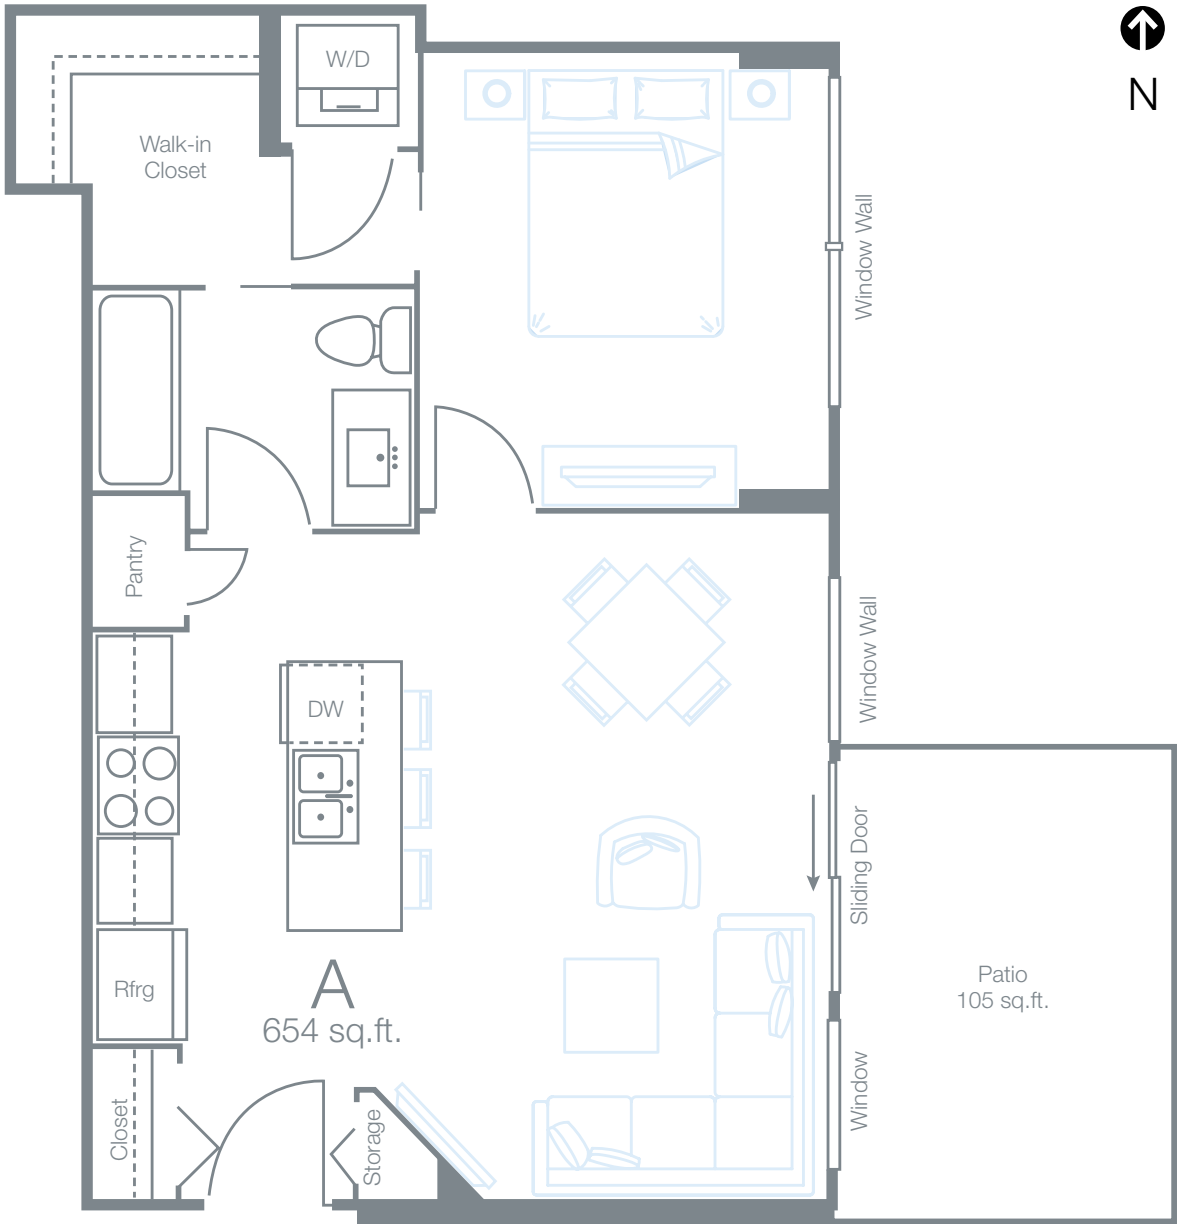 N
W/D
Walk-in
Closet
Window Wall
Pantry
Window Wall
DW
Sliding Door
Rfrg
A
654 sq.ft.
Patio
105 sq.ft.
Closet
Storage
Window